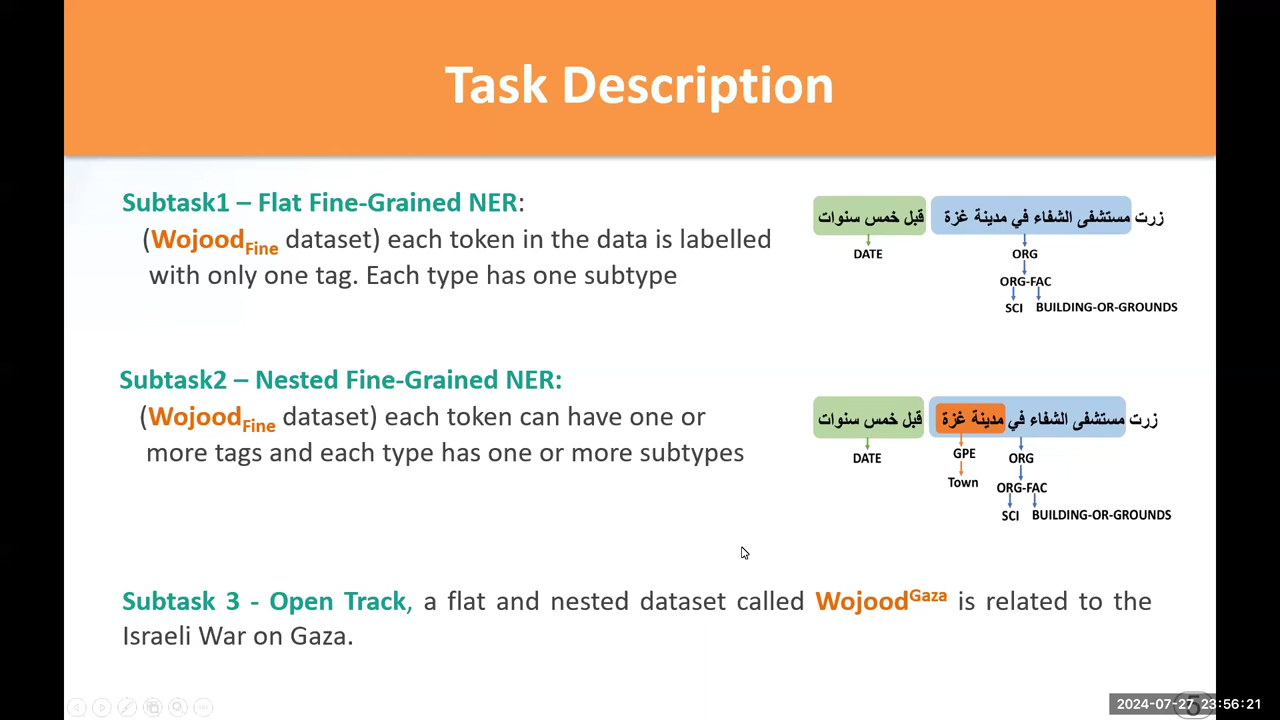 Task Description
Subtask1 – Flat Fine-Grained NER:
(WojoodFine dataset) each token in the data is labelled
with only one tag. Each type has one subtype
زرت مستشفى الشفاء في مدينة غزة قبل خمس سنوات
DATE
ORG
ORG-FAC
SCI
BUILDING-OR-GROUNDS
Subtask2 – Nested Fine-Grained NER:
(WojoodFine dataset) each token can have one or
more tags and each type has one or more subtypes
زرت مستشفى الشفاء في مدينة غزة قبل خمس سنوات
DATE
GPE
ORG
Town
ORG-FAC
SCI
BUILDING-OR-GROUNDS
Subtask 3 - Open Track, a flat and nested dataset called WojoodGaza is related to the
Israeli War on Gaza.
5
2024-07-27 23:56:21